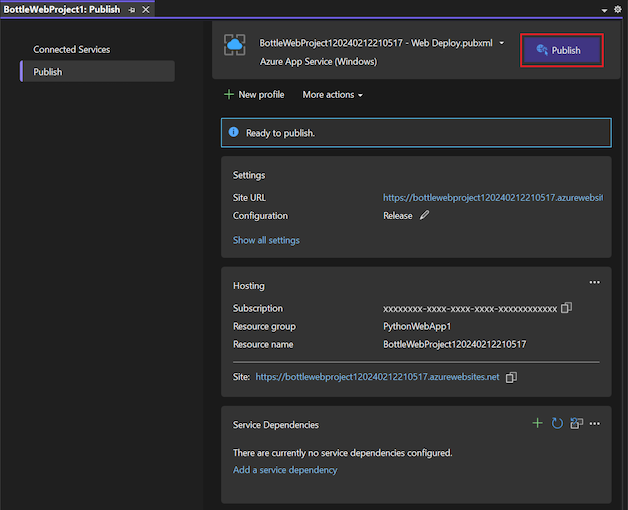 BottleWebProject1: Publish
Connected Services
Publish
BottleWebProject120240212210517 - Web Deploy.pubxml
Azure App Service (Windows)
Publish
New profile
More actions
Ready to publish.
Settings
Site URL https://bottlewebproject120240212210517.azurewebsit
Configuration Release
Show all settings
Hosting
Subscription xxxxxxxx-xxxx-xxxx-xxxx-xxxxxxxxxxxx
Resource group PythonWebApp1
Resource name BottleWebProject120240212210517
Site: https://bottlewebproject120240212210517.azurewebsites.net
Service Dependencies
There are currently no service dependencies configured.
Add a service dependency